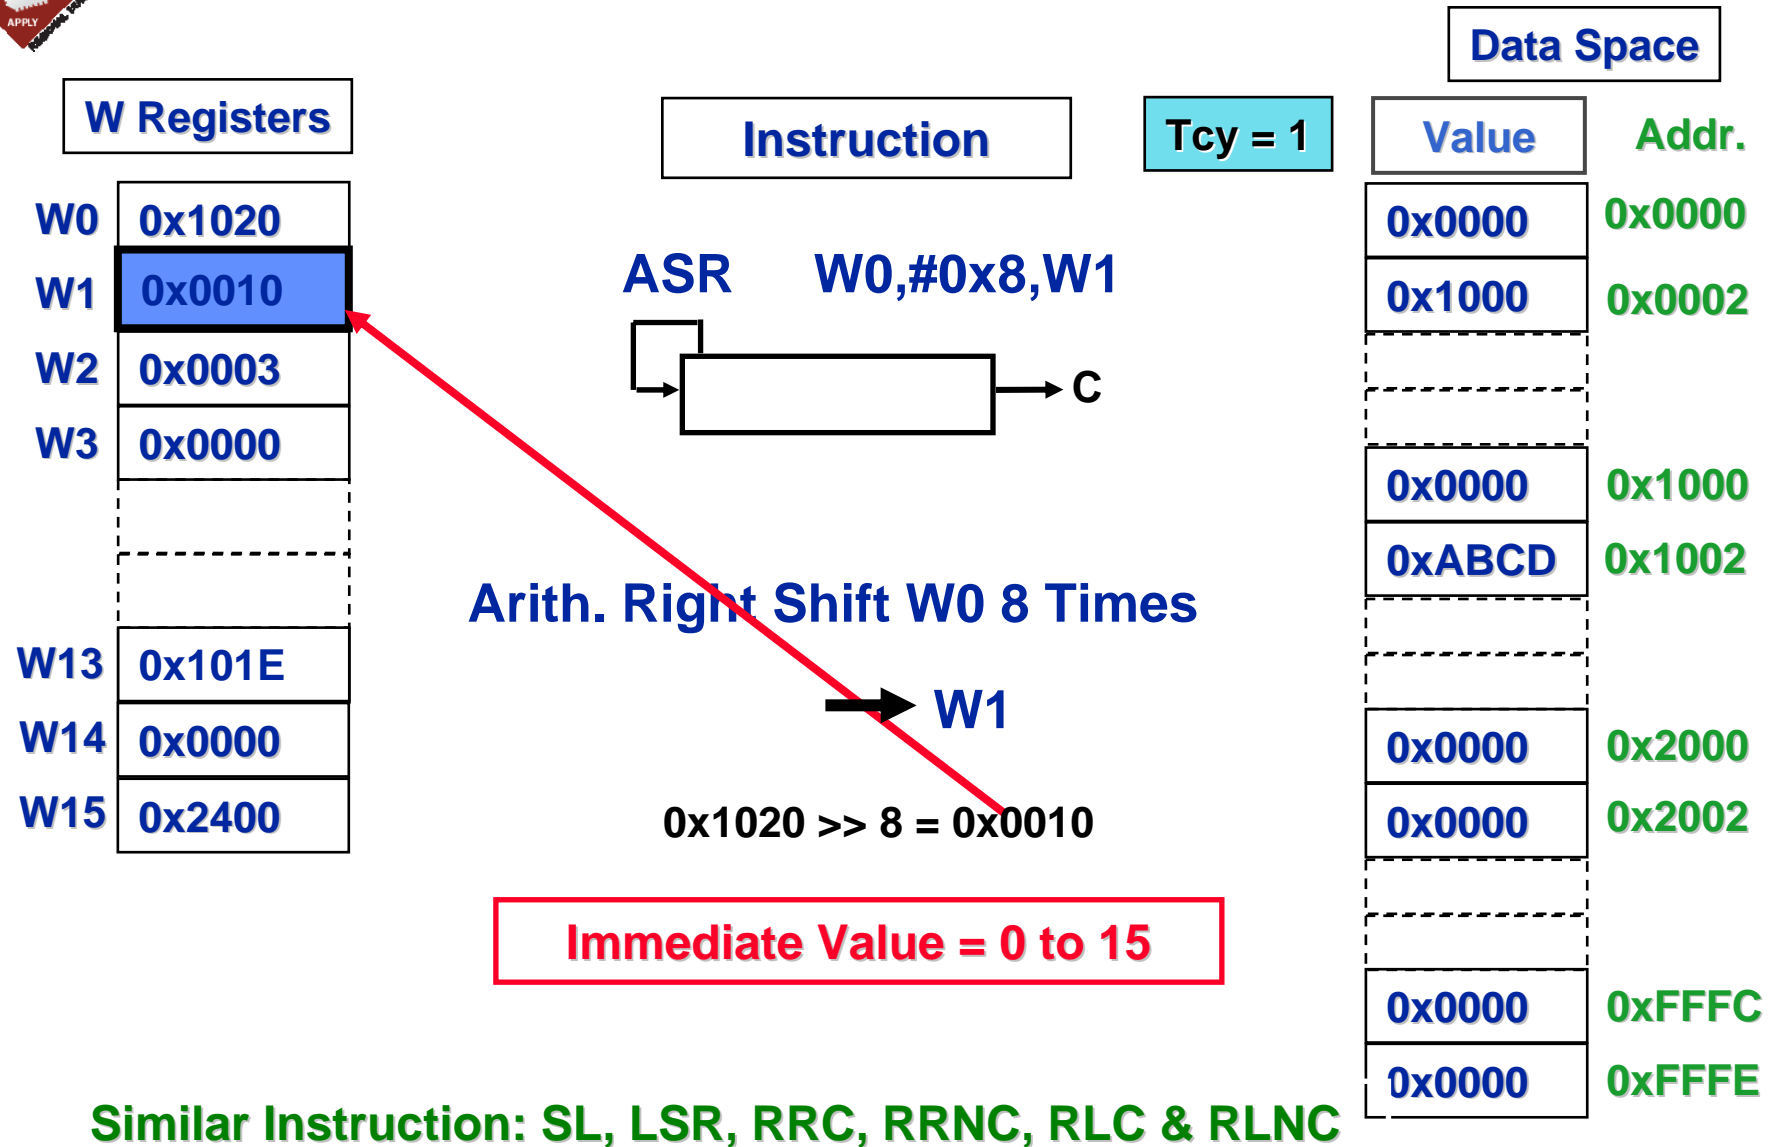 APPLY
Data Space
W Registers
Instruction
Tcy = 1
Value
Addr.
W0 0x1020
W1 0x0010
W2 0x0003
W3 0x0000
W13 0x101E
W14 0x0000
W15 0x2400
ASR W0,#0x8,W1
C
Arith. Right Shift W0 8 Times
W1
0x1020 >> 8 = 0x0010
Immediate Value = 0 to 15
0x0000 0x0000
0x1000 0x0002
0x0000 0x1000
0xABCD 0x1002
0x0000 0x2000
0x0000 0x2002
0x0000 0xFFFC
0x0000 0xFFFE
Similar Instruction: SL, LSR, RRC, RRNC, RLC & RLNC